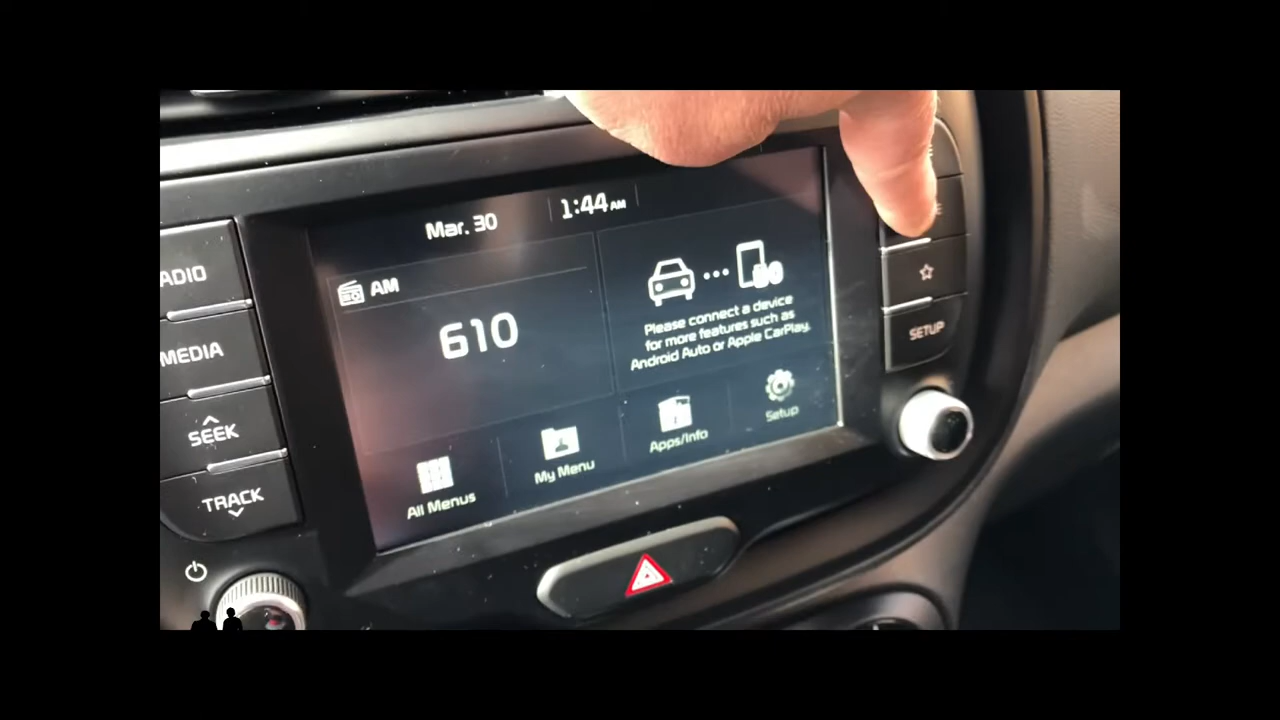 Mar. 30
1:44 AM
AM
610
Please connect a device
for more features such as
Android Auto or Apple CarPlay.
All Menus
My Menu
Apps/Info
Setup
MEDIA
SEEK
TRACK
SETUP